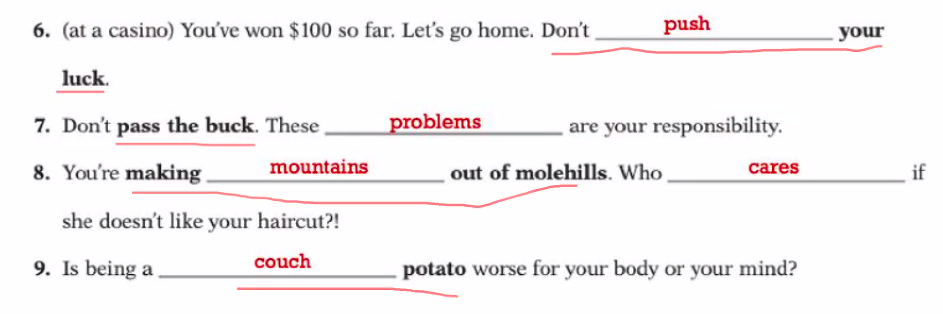 6. (at a casino) You've won $100 so far. Let's go home. Don't push your
luck.
7. Don't pass the buck. These problems are your responsibility.
8. You're making mountains out of molehills. Who cares if
she doesn't like your haircut?!
9. Is being a couch potato worse for your body or your mind?